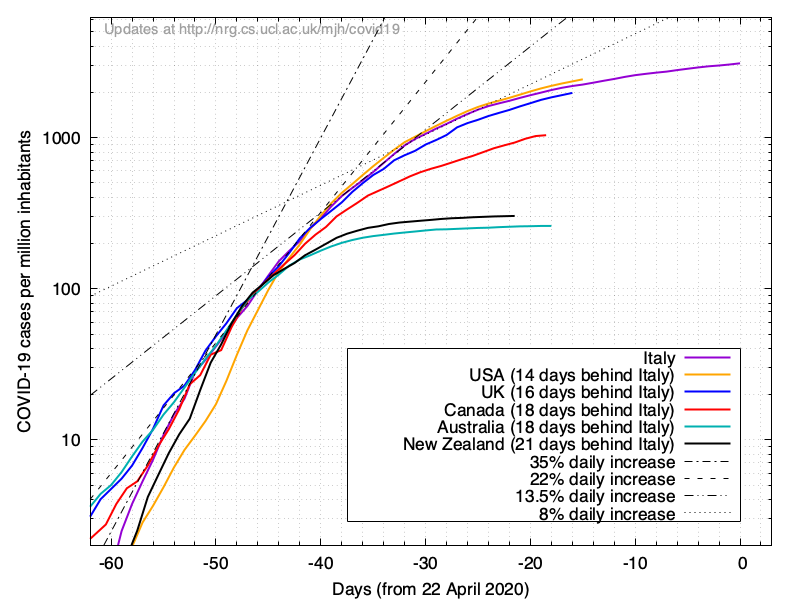 Updates at http://nrg.cs.ucl.ac.uk/mjh/covid19
COVID-19 cases per million inhabitants
1000
100
10
Italy
USA (14 days behind Italy)
UK (16 days behind Italy)
Canada (18 days behind Italy)
Australia (18 days behind Italy)
New Zealand (21 days behind Italy)
35% daily increase
22% daily increase
13.5% daily increase
8% daily increase
-60 -50 -40 -30 -20 -10 0
Days (from 22 April 2020)